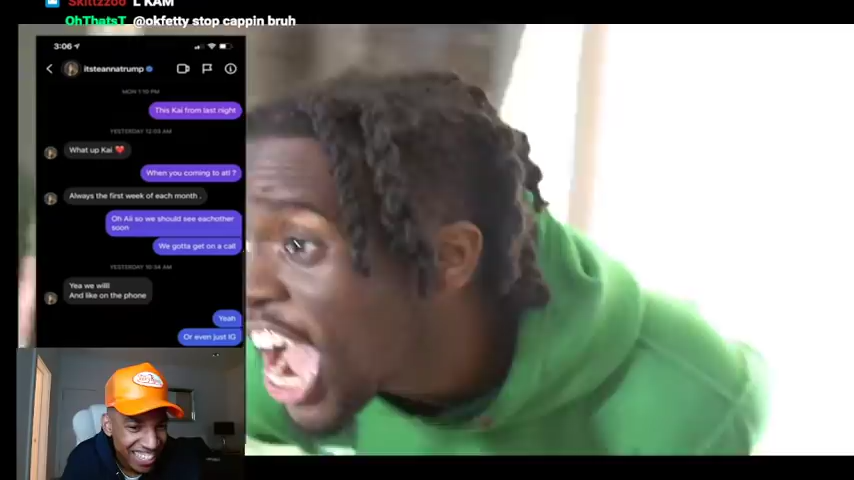 Skittzzoo L KAM
OhThatsT @okfetty stop cappin bruh
3:06
itsteannatrump
MON 1:10 PM
This Kai from last night
YESTERDAY 12:03 AM
What up Kai ❤️
When you coming to atl ?
Always the first week of each month .
Oh Aii so we should see eachother
soon
We gotta get on a call
YESTERDAY 10:34 AM
Yea we willl
And like on the phone
Yeah
Or even just IG